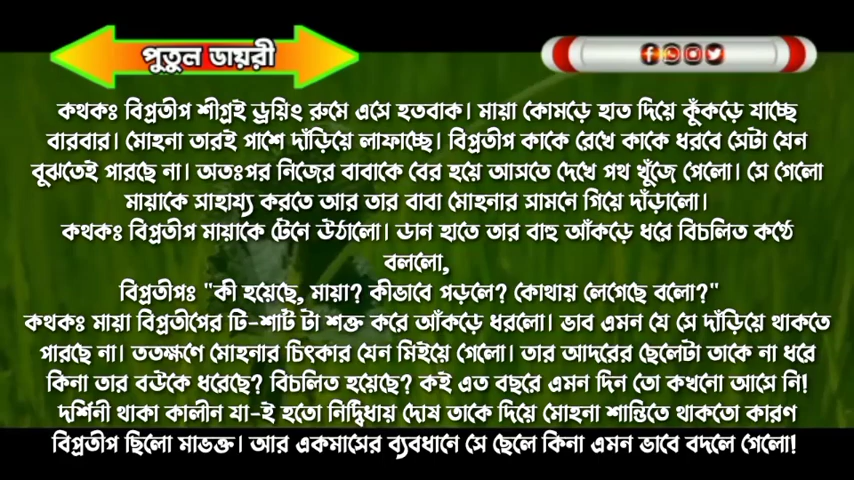 পুতুল ডায়রী
কথকঃ বিপ্রতীপ শীগ্রই ড্রয়িং রুমে এসে হতবাক। মায়া কোমড়ে হাত দিয়ে কুঁকড়ে যাচ্ছে
বারবার। মোহনা তারই পাশে দাঁড়িয়ে লাফাচ্ছে। বিপ্রতীপ কাকে রেখে কাকে ধরবে সেটা যেন
বুঝতেই পারছে না। অতঃপর নিজের বাবাকে বের হয়ে আসতে দেখে পথ খুঁজে পেলো। সে গেলো
মায়াকে সাহায্য করতে আর তার বাবা মোহনার সামনে গিয়ে দাঁড়ালো।
কথকঃ বিপ্রতীপ মায়াকে টেনে উঠালো। ডান হাতে তার বাহু আঁকড়ে ধরে বিচলিত কণ্ঠে
বললো,
বিপ্রতীপঃ "কী হয়েছে, মায়া? কীভাবে পড়লে? কোথায় লেগেছে বলো?"
কথকঃ মায়া বিপ্রতীপের টি-শার্ট টা শক্ত করে আঁকড়ে ধরলো। ভাব এমন যে সে দাঁড়িয়ে থাকতে
পারছে না। ততক্ষণে মোহনার চিৎকার যেন মিইয়ে গেলো। তার আদরের ছেলেটা তাকে না ধরে
কিনা তার বউকে ধরেছে? বিচলিত হয়েছে? কই এত বছরে এমন দিন তো কখনো আসে নি!
দর্শিনী থাকা কালীন যা-ই হতো নির্দ্বিধায় দোষ তাকে দিয়ে মোহনা শান্তিতে থাকতো কারণ
বিপ্রতীপ ছিলো মাভক্ত। আর একমাসের ব্যবধানে সে ছেলে কিনা এমন ভাবে বদলে গেলো!